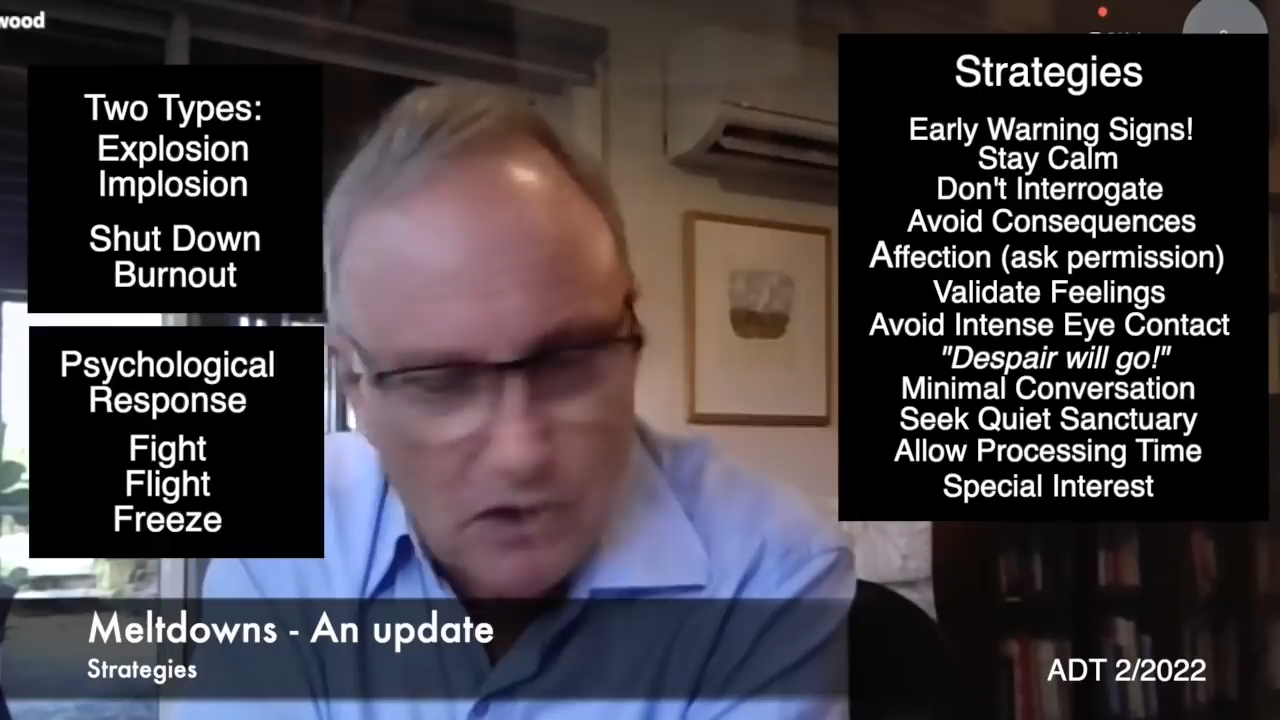 wood
Two Types:
Explosion
Implosion
Shut Down
Burnout
Psychological
Response
Fight
Flight
Freeze
Strategies
Early Warning Signs!
Stay Calm
Don't Interrogate
Avoid Consequences
Affection (ask permission)
Validate Feelings
Avoid Intense Eye Contact
"Despair will go!"
Minimal Conversation
Seek Quiet Sanctuary
Allow Processing Time
Special Interest
Meltdowns - An update
Strategies
ADT 2/2022